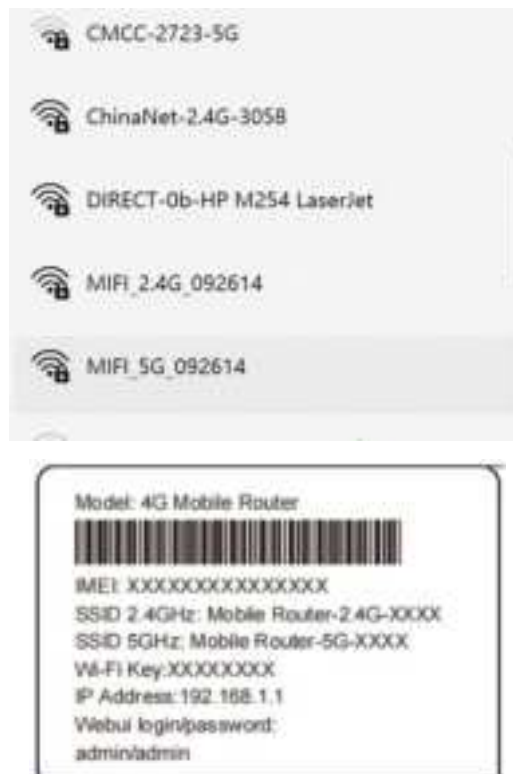 CMCC-2723-5G
ChinaNet-2.4G-3058
DIRECT-0b-HP M254 LaserJet
MIFI_2.4G_092614
MIFI_5G_092614
Model: 4G Mobile Router
IMEI: XXXXXXXXXXXXXXX
SSID 2.4GHz: Mobile Router-2.4G-XXXX
SSID 5GHz: Mobile Router-5G-XXXX
Wi-Fi Key:XXXXXXXX
IP Address:192.168.1.1
Webui login/password:
admin/admin